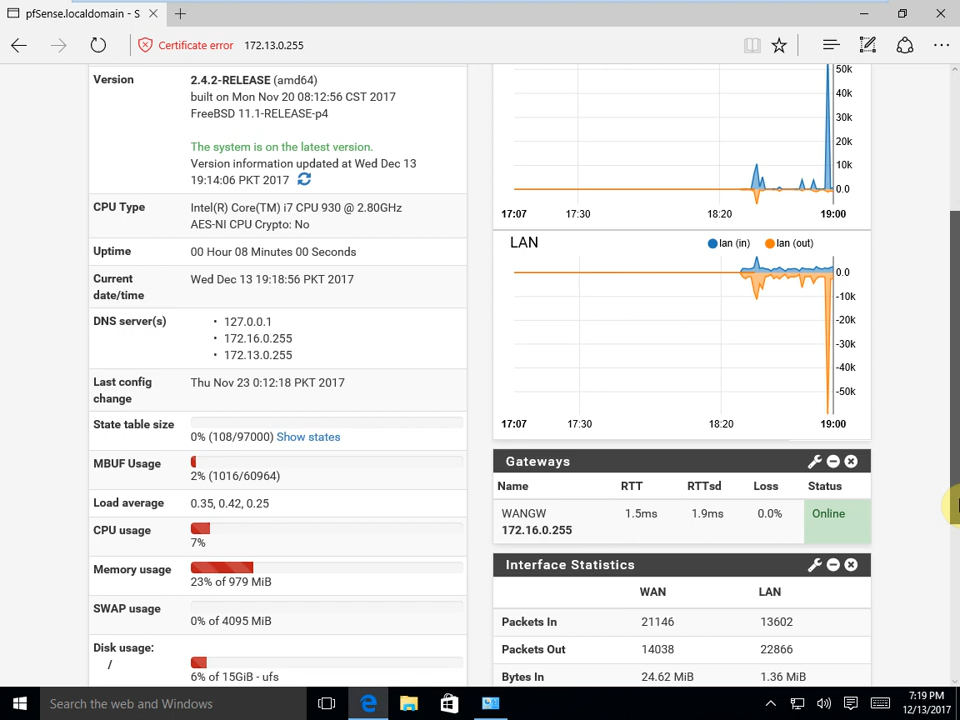 pfSense.localdomain - S
Certificate error 172.13.0.255
Version
2.4.2-RELEASE (amd64)
built on Mon Nov 20 08:12:56 CST 2017
FreeBSD 11.1-RELEASE-p4
The system is on the latest version.
Version information updated at Wed Dec 13
19:14:06 PKT 2017
CPU Type
Intel(R) Core(TM) i7 CPU 930 @ 2.80GHz
AES-NI CPU Crypto: No
Uptime
00 Hour 08 Minutes 00 Seconds
Current
date/time
Wed Dec 13 19:18:56 PKT 2017
DNS server(s)
• 127.0.0.1
• 172.16.0.255
• 172.13.0.255
Last config
change
Thu Nov 23 0:12:18 PKT 2017
State table size
0% (108/97000) Show states
MBUF Usage
2% (1016/60964)
Load average
0.35, 0.42, 0.25
CPU usage
7%
Memory usage
23% of 979 MiB
SWAP usage
0% of 4095 MiB
Disk usage:
/
6% of 15GiB - ufs
50k
40k
30k
20k
10k
0.0
17:07 17:30 18:20 19:00
LAN
lan (in) lan (out)
0.0
-10k
-20k
-30k
-40k
-50k
17:07 17:30 18:20 19:00
Gateways
Name RTT RTTsd Loss Status
WANGW 1.5ms 1.9ms 0.0% Online
172.16.0.255
Interface Statistics
WAN LAN
Packets In 21146 13602
Packets Out 14038 22866
Bytes In 24.62 MiB 1.36 MiB
Search the web and Windows
7:19 PM
12/13/2017